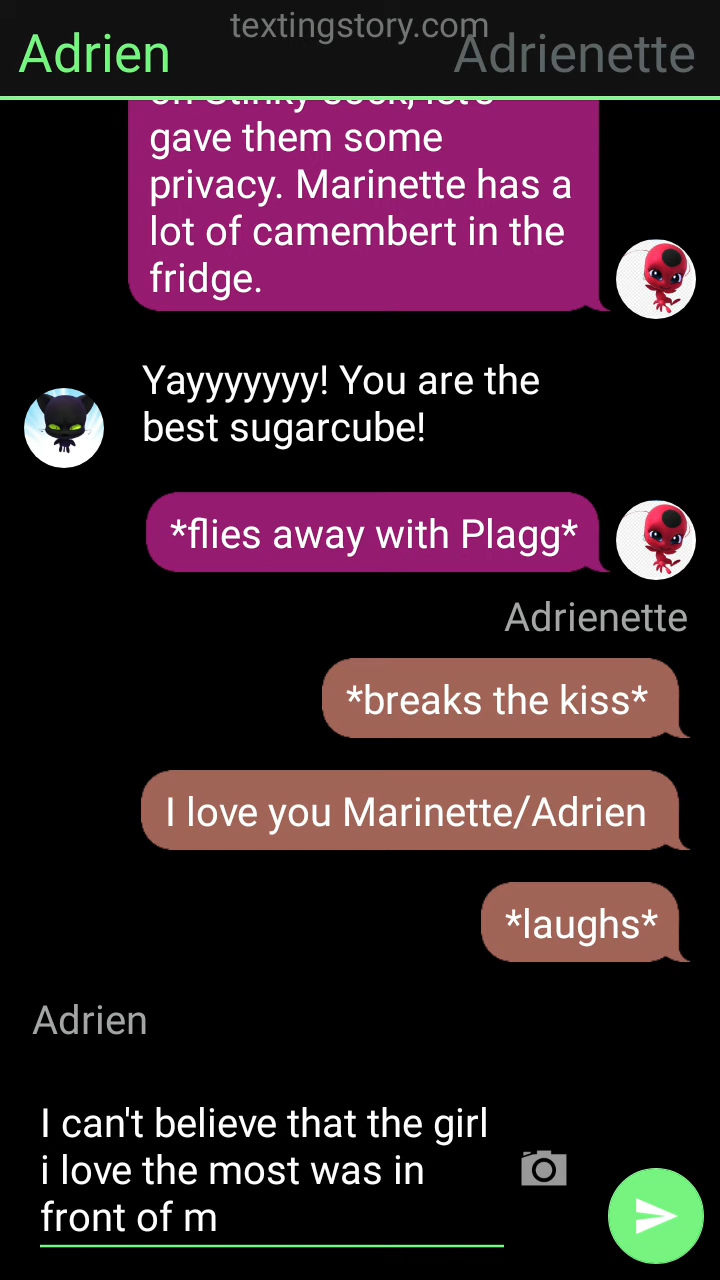 textingstory.com
Adrien
Adrienette
gave them some
privacy. Marinette has a
lot of camembert in the
fridge.
Yayyyyyyy! You are the
best sugarcube!
*flies away with Plagg*
Adrienette
*breaks the kiss*
I love you Marinette/Adrien
*laughs*
Adrien
I can't believe that the girl
i love the most was in
front of m